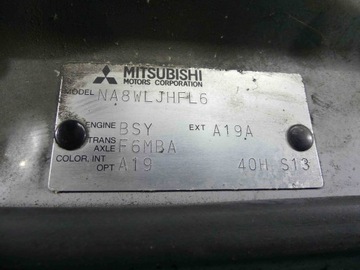 MITSUBISHI
MOTORS CORPORATION
MODEL NA8WLJHFL6
ENGINE BSY EXT A19A
TRANS AXLE F6MBA
COLOR, INT OPT A19 40H S13